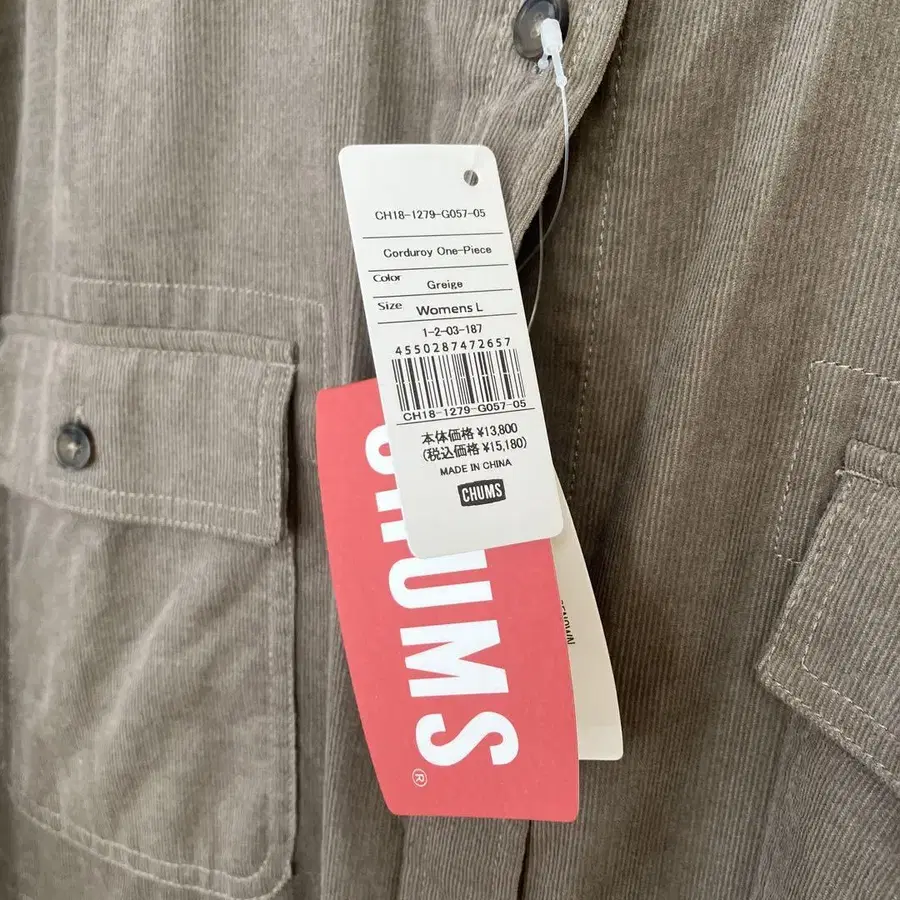 CH18-1279-G057-05
Corduroy One-Piece
Color Greige
Size Womens L
1-2-03-187
4550287472657
CH18-1279-G057-05
本体価格 ¥13,800
(税込価格 ¥15,180)
MADE IN CHINA
CHUMS
CHUMS®